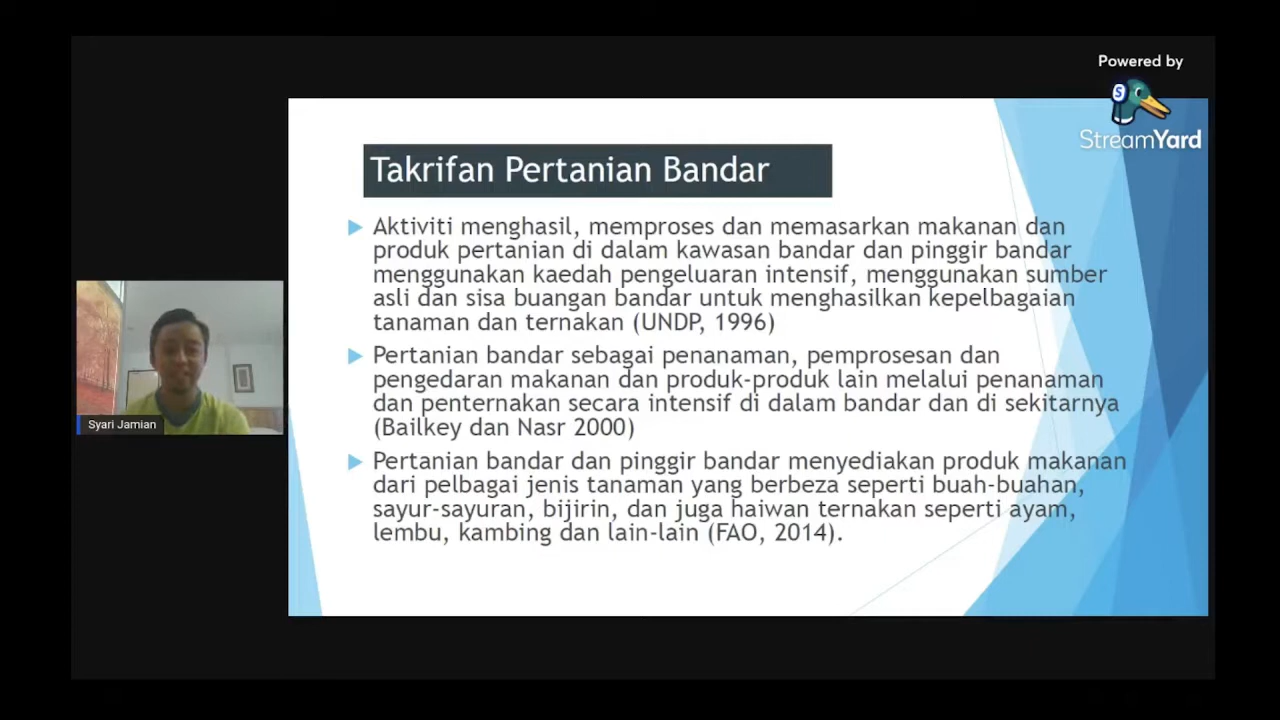 Powered by
StreamYard
Takrifan Pertanian Bandar
Aktiviti menghasil, memproses dan memasarkan makanan dan
produk pertanian di dalam kawasan bandar dan pinggir bandar
menggunakan kaedah pengeluaran intensif, menggunakan sumber
asli dan sisa buangan bandar untuk menghasilkan kepelbagaian
tanaman dan ternakan (UNDP, 1996)
Pertanian bandar sebagai penanaman, pemprosesan dan
pengedaran makanan dan produk-produk lain melalui penanaman
dan penternakan secara intensif di dalam bandar dan di sekitarnya
(Bailkey dan Nasr 2000)
Pertanian bandar dan pinggir bandar menyediakan produk makanan
dari pelbagai jenis tanaman yang berbeza seperti buah-buahan,
sayur-sayuran, bijirin, dan juga haiwan ternakan seperti ayam,
lembu, kambing dan lain-lain (FAO, 2014).
Syari Jamian